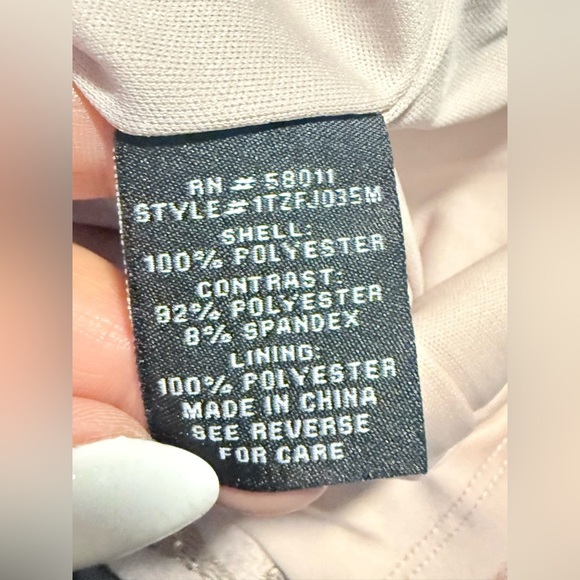 RN # 58011
STYLE# 1TZFJ035M
SHELL:
100% POLYESTER
CONTRAST:
92% POLYESTER
8% SPANDEX
LINING:
100% POLYESTER
MADE IN CHINA
SEE REVERSE
FOR CARE